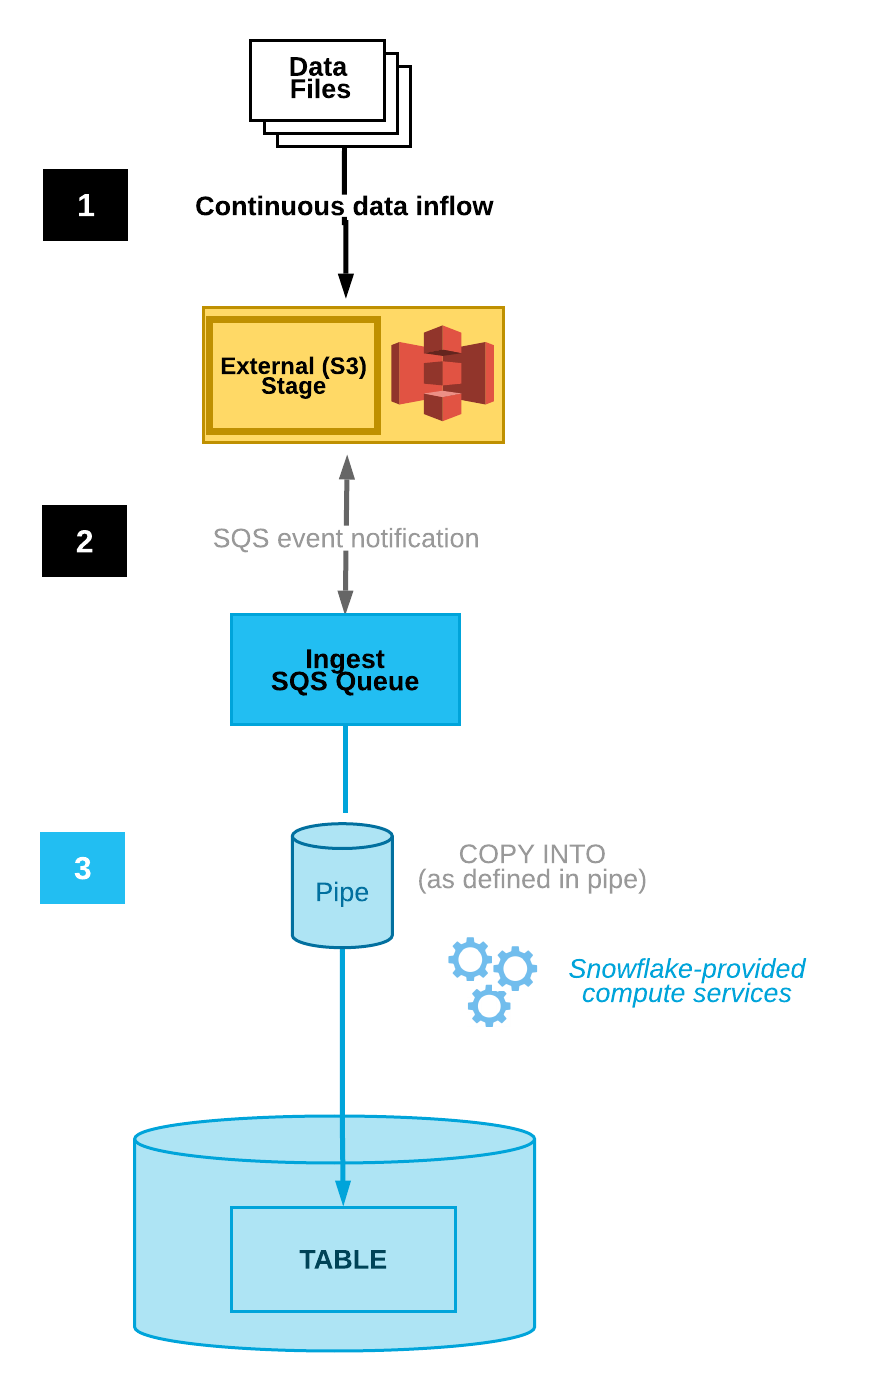 Data
Files
1
Continuous data inflow
External (S3)
Stage
2
SQS event notification
Ingest
SQS Queue
3
Pipe
COPY INTO
(as defined in pipe)
Snowflake-provided
compute services
TABLE